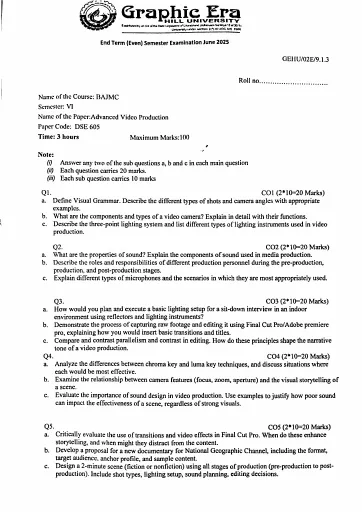 Graphic Era
HILL UNIVERSITY
End Term (Even) Semester Examination June 2025
GEHU/02E/9.1.3
Roll no..............................
Name of the Course: BAJMC
Semester: VI
Name of the Paper:Advanced Video Production
Paper Code: DSE 605
Time: 3 hours Maximum Marks:100
Note:
(i) Answer any two of the sub questions a, b and c in each main question
(ii) Each question carries 20 marks.
(iii) Each sub question carries 10 marks
Q1. CO1 (2*10=20 Marks)
a. Define Visual Grammar. Describe the different types of shots and camera angles with appropriate
examples.
b. What are the components and types of a video camera? Explain in detail with their functions.
c. Describe the three-point lighting system and list different types of lighting instruments used in video
production.
Q2. CO2 (2*10=20 Marks)
a. What are the properties of sound? Explain the components of sound used in media production.
b. Describe the roles and responsibilities of different production personnel during the pre-production,
production, and post-production stages.
c. Explain different types of microphones and the scenarios in which they are most appropriately used.
Q3. CO3 (2*10=20 Marks)
a. How would you plan and execute a basic lighting setup for a sit-down interview in an indoor
environment using reflectors and lighting instruments?
b. Demonstrate the process of capturing raw footage and editing it using Final Cut Pro/Adobe premiere
pro, explaining how you would insert basic transitions and titles.
c. Compare and contrast parallelism and contrast in editing. How do these principles shape the narrative
tone of a video production.
Q4. CO4 (2*10=20 Marks)
a. Analyze the differences between chroma key and luma key techniques, and discuss situations where
each would be most effective.
b. Examine the relationship between camera features (focus, zoom, aperture) and the visual storytelling of
a scene.
c. Evaluate the importance of sound design in video production. Use examples to justify how poor sound
can impact the effectiveness of a scene, regardless of strong visuals.
Q5. CO5 (2*10=20 Marks)
a. Critically evaluate the use of transitions and video effects in Final Cut Pro. When do these enhance
storytelling, and when might they distract from the content.
b. Develop a proposal for a new documentary for National Geographic Channel, including the format,
target audience, anchor profile, and sample content.
c. Design a 2-minute scene (fiction or nonfiction) using all stages of production (pre-production to post-
production). Include shot types, lighting setup, sound planning, editing decisions.